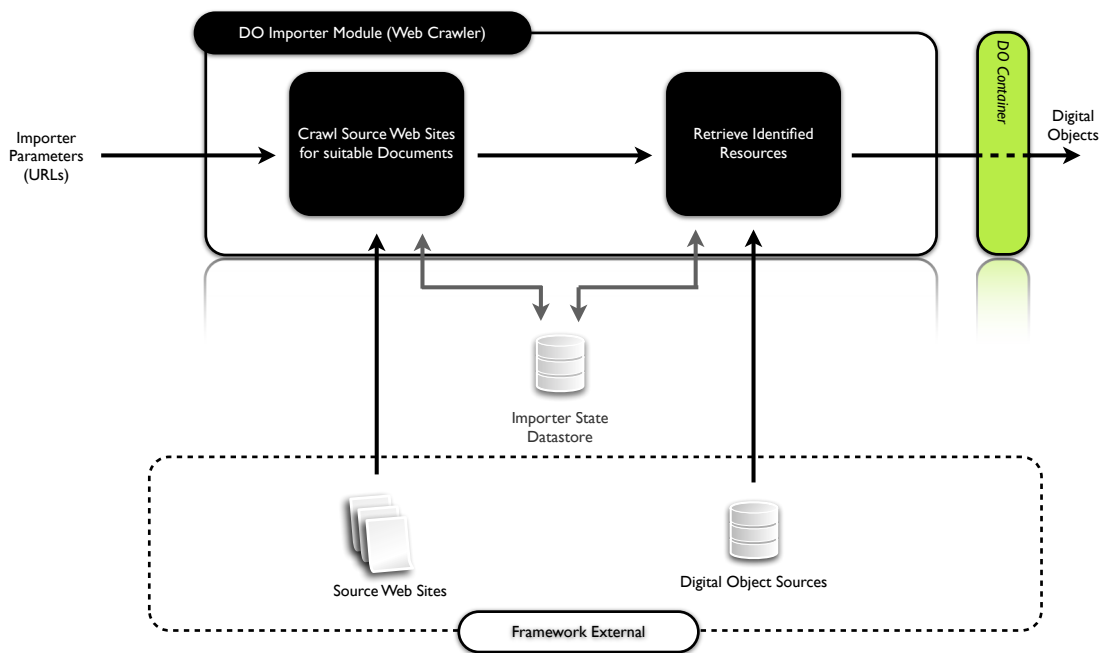 DO Importer Module (Web Crawler)
DO Container
Importer
Parameters
(URLs)
Crawl Source Web Sites
for suitable Documents
Retrieve Identified
Resources
Digital
Objects
Importer State
Datastore
Source Web Sites
Digital Object Sources
Framework External